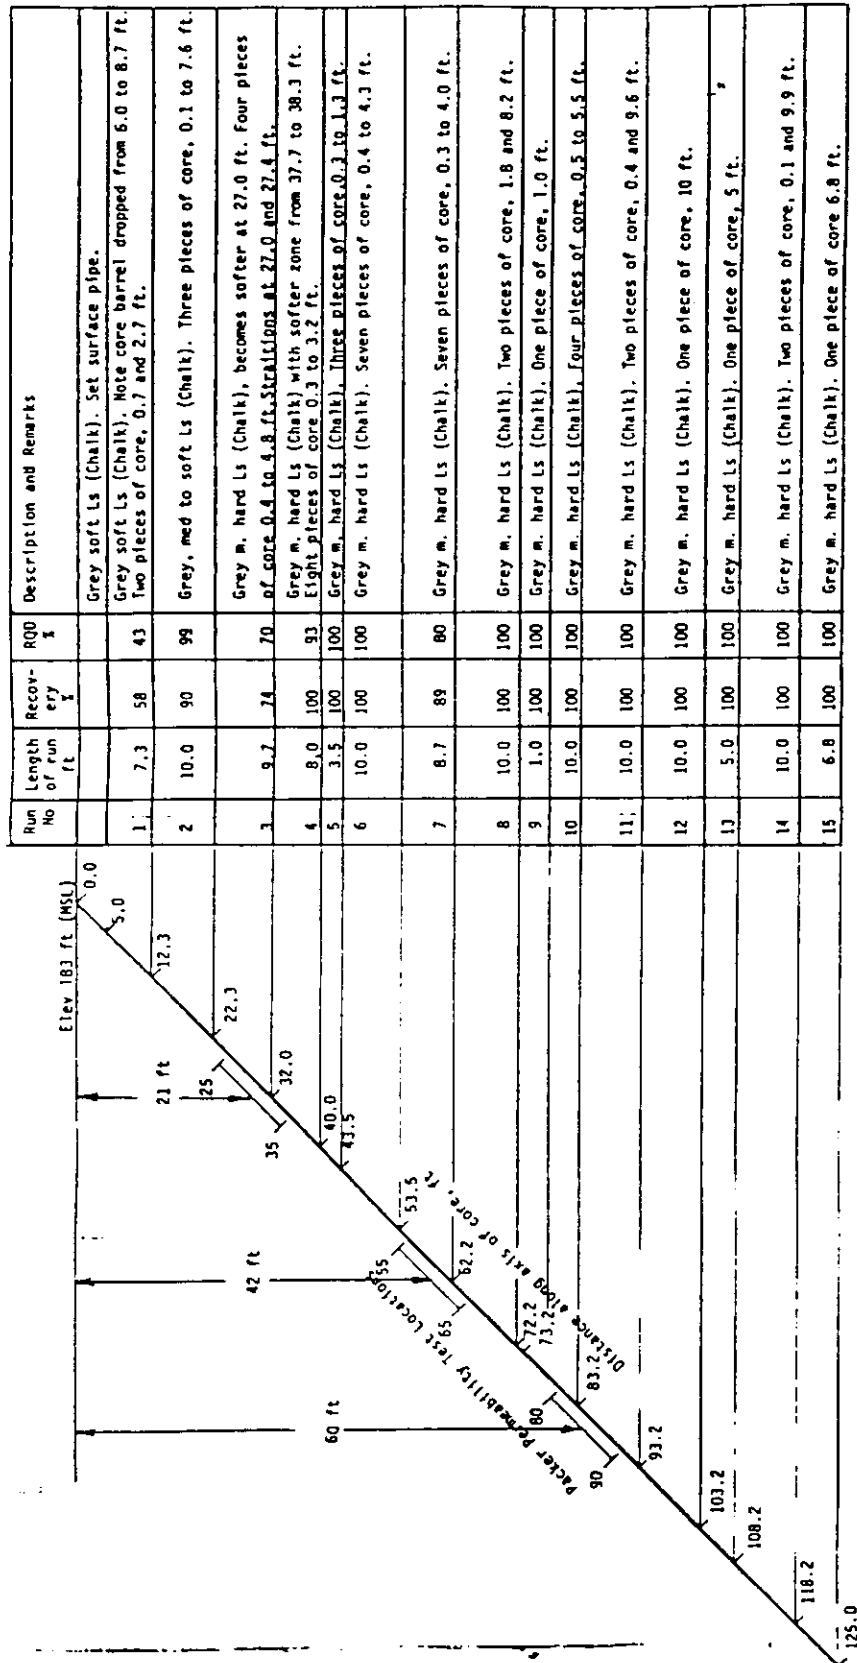 Run No
Length of run ft
Recov-ery %
RQD %
Description and Remarks
Grey soft Ls (Chalk). Set surface pipe.
1 7.3 58 43 Grey soft Ls (Chalk). Note core barrel dropped from 6.0 to 8.7 ft.
Two pieces of core, 0.7 and 2.7 ft.
2 10.0 90 99 Grey, med to soft Ls (Chalk). Three pieces of core, 0.1 to 7.6 ft.
3 9.7 74 70 Grey m. hard Ls (Chalk), becomes softer at 27.0 ft. Four pieces
of core 0.4 to 4.8 ft. Straitions at 27.0 and 27.4 ft.
4 8.0 100 93 Grey m. hard Ls (Chalk) with softer zone from 37.7 to 38.3 ft.
Eight pieces of core 0.3 to 3.2 ft.
5 3.5 100 100 Grey m. hard Ls (Chalk), Three pieces of core, 0.3 to 1.3 ft.
6 10.0 100 100 Grey m. hard Ls (Chalk). Seven pieces of core, 0.4 to 4.3 ft.
7 8.7 89 80 Grey m. hard Ls (Chalk). Seven pieces of core, 0.3 to 4.0 ft.
8 10.0 100 100 Grey m. hard Ls (Chalk). Two pieces of core, 1.8 and 8.2 ft.
9 1.0 100 100 Grey m. hard Ls (Chalk). One piece of core, 1.0 ft.
10 10.0 100 100 Grey m. hard Ls (Chalk), Four pieces of core, 0.5 to 5.5 ft.
11 10.0 100 100 Grey m. hard Ls (Chalk). Two pieces of core, 0.4 and 9.6 ft.
12 10.0 100 100 Grey m. hard Ls (Chalk). One piece of core, 10 ft.
13 5.0 100 100 Grey m. hard Ls (Chalk). One piece of core, 5 ft.
14 10.0 100 100 Grey m. hard Ls (Chalk). Two pieces of core, 0.1 and 9.9 ft.
15 6.8 100 100 Grey m. hard Ls (Chalk). One piece of core 6.8 ft.
Elev 183 ft (MSL)
0.0
5.0
12.3
22.3
32.0
40.0
43.5
53.5
62.2
72.2
73.2
83.2
93.2
103.2
108.2
118.2
125.0
21 ft
42 ft
60 ft
25
35
55
65
80
90
Packer Permeability Test Location
Distance along axis of core, ft